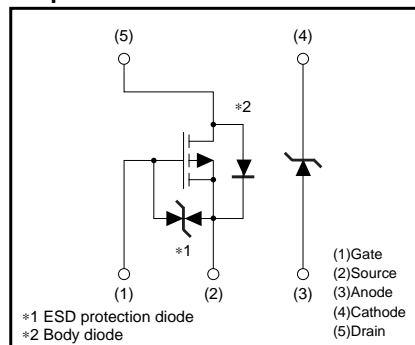 (5) (4)
∗2
∗1
(1) (2) (3)
(1)Gate
(2)Source
(3)Anode
(4)Cathode
(5)Drain
∗1 ESD protection diode
∗2 Body diode